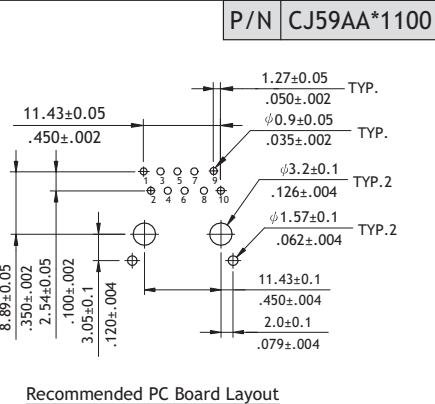 P/N CJ59AA*1100
1.27±0.05
.050±.002
TYP.
11.43±0.05
.450±.002
ϕ0.9±0.05
.035±.002
TYP.
1 3 5 7 9
2 4 6 8 10
ϕ3.2±0.1
.126±.004
TYP.2
ϕ1.57±0.1
.062±.004
TYP.2
8.89±0.05
.350±.002
2.54±0.05
.100±.002
3.05±0.1
.120±.004
11.43±0.1
.450±.004
2.0±0.1
.079±.004
Recommended PC Board Layout